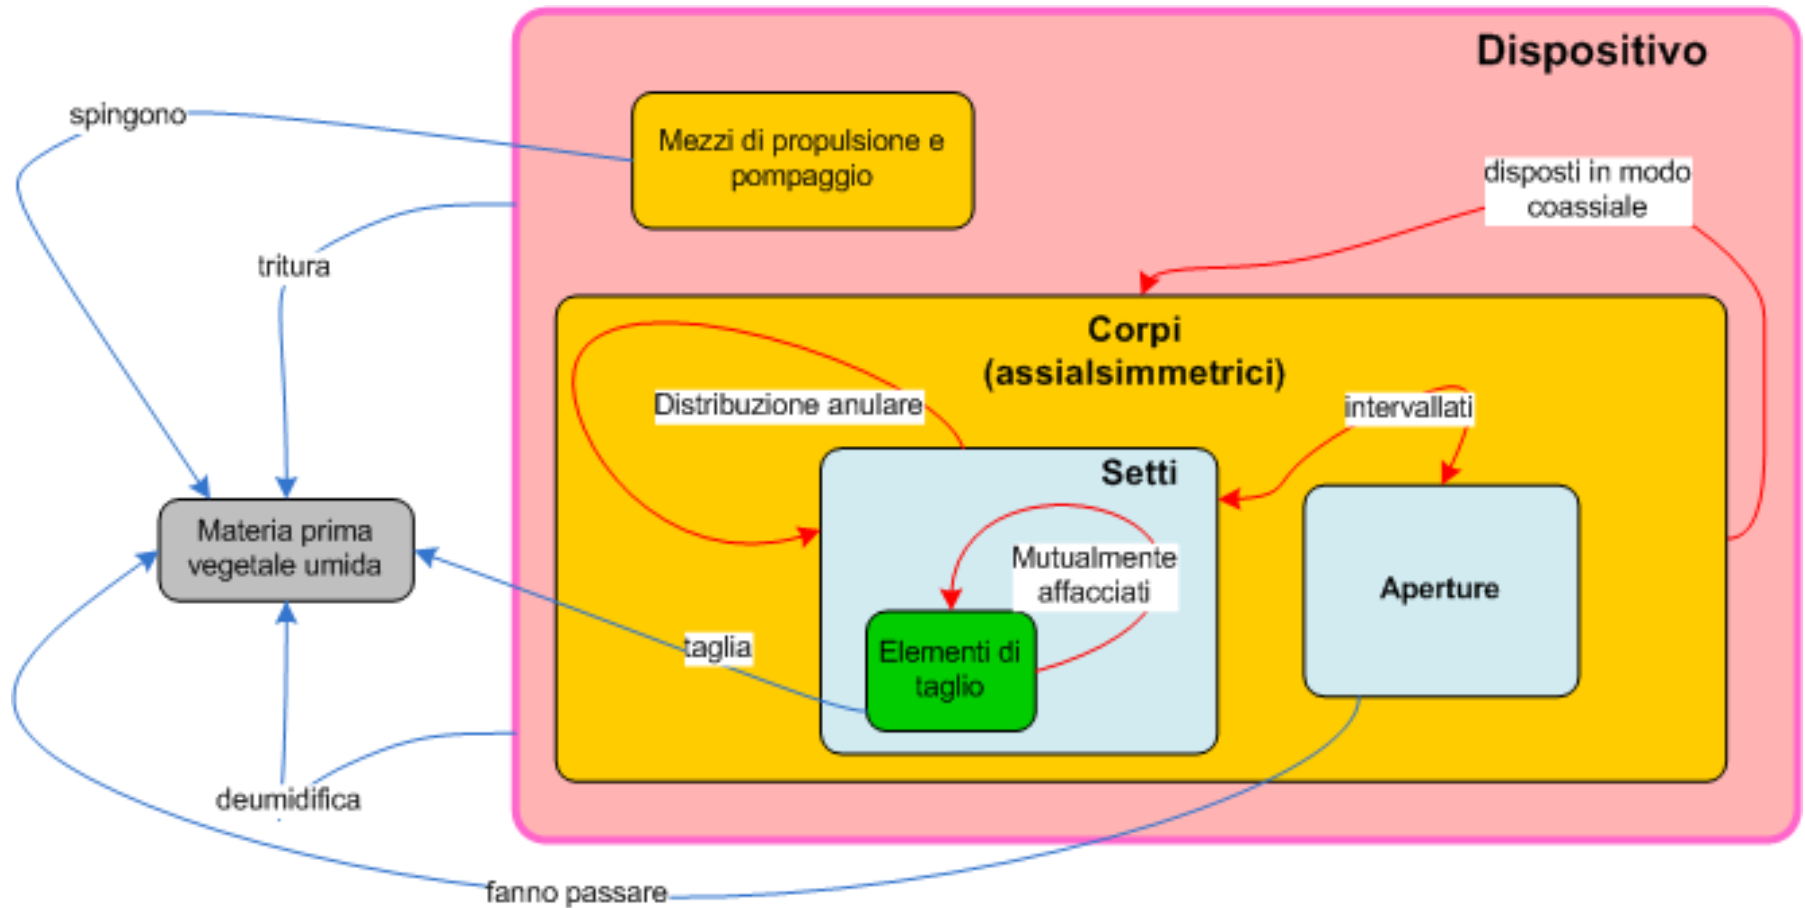 Dispositivo
spingono
Mezzi di propulsione e
pompaggio
disposti in modo
coassiale
tritura
Corpi
(assialsimmetrici)
Distribuzione anulare
intervallati
Setti
Materia prima
vegetale umida
Mutualmente
affacciati
Aperture
taglia
Elementi di
taglio
deumidifica
fanno passare